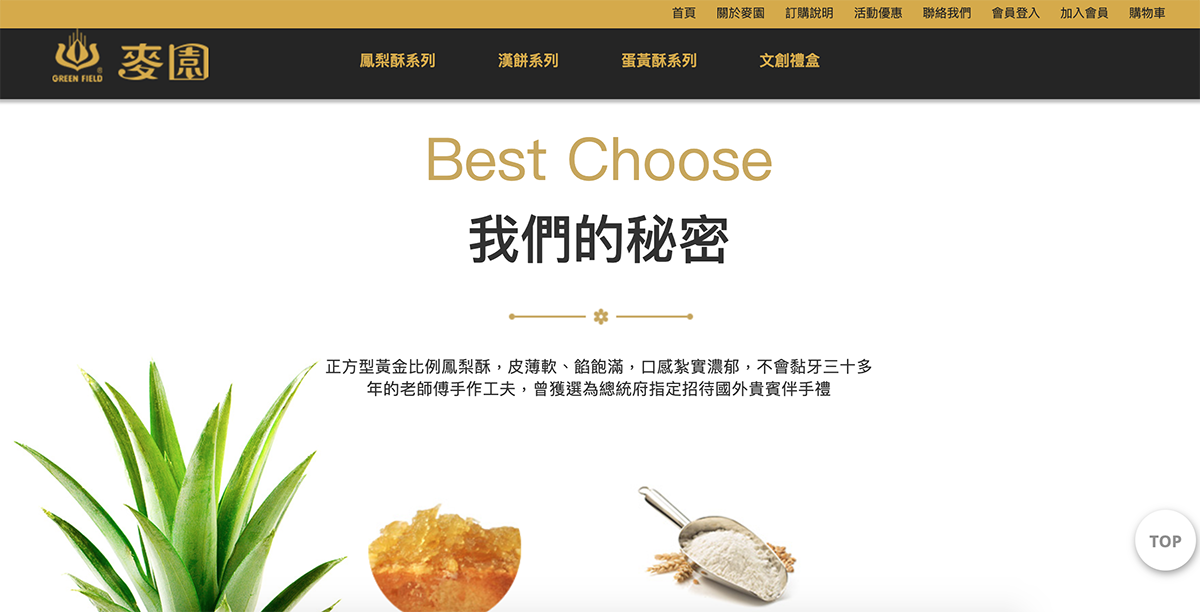 首頁 關於麥園 訂購說明 活動優惠 聯絡我們 會員登入 加入會員 購物車
GREEN FIELD
麥園
鳳梨酥系列 漢餅系列 蛋黃酥系列 文創禮盒
Best Choose
我們的秘密
正方型黃金比例鳳梨酥，皮薄軟、餡飽滿，口感紮實濃郁，不會黏牙三十多
年的老師傅手作工夫，曾獲選為總統府指定招待國外貴賓伴手禮
TOP